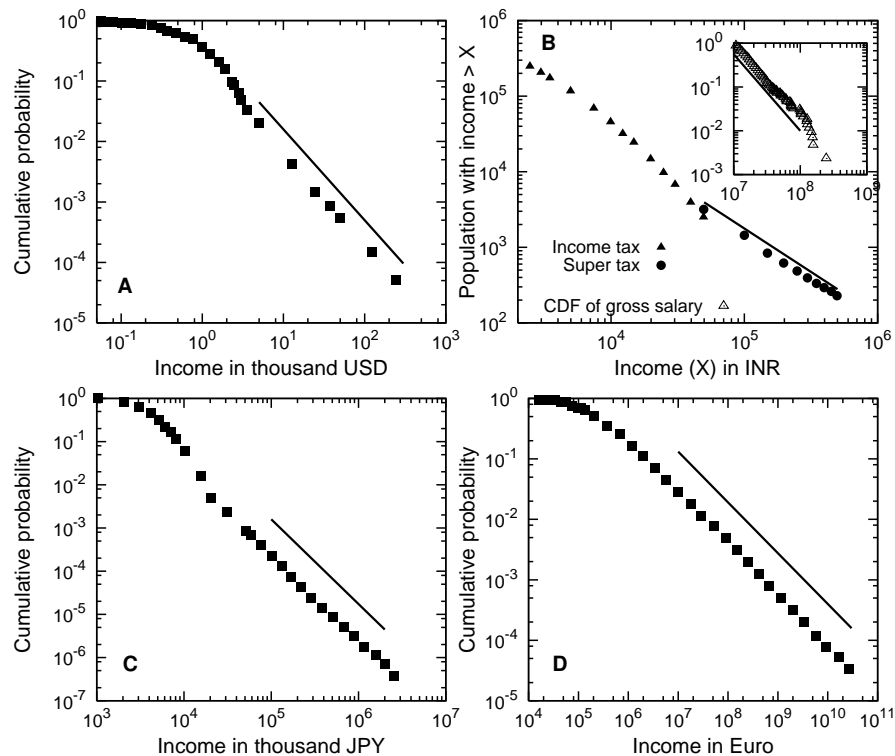 10^0
10^-1
10^-2
10^-3
10^-4
10^-5
10^-1 10^0 10^1 10^2 10^3
Cumulative probability
Income in thousand USD
A
10^6
10^5
10^4
10^3
10^2
10^4 10^5 10^6
Population with income > X
Income (X) in INR
B
Income tax
Super tax
CDF of gross salary
10^0
10^-1
10^-2
10^-3
10^7 10^8 10^9
10^0
10^-1
10^-2
10^-3
10^-4
10^-5
10^-6
10^-7
10^3 10^4 10^5 10^6 10^7
Cumulative probability
Income in thousand JPY
C
10^0
10^-1
10^-2
10^-3
10^-4
10^-5
10^4 10^5 10^6 10^7 10^8 10^9 10^10 10^11
Cumulative probability
Income in Euro
D